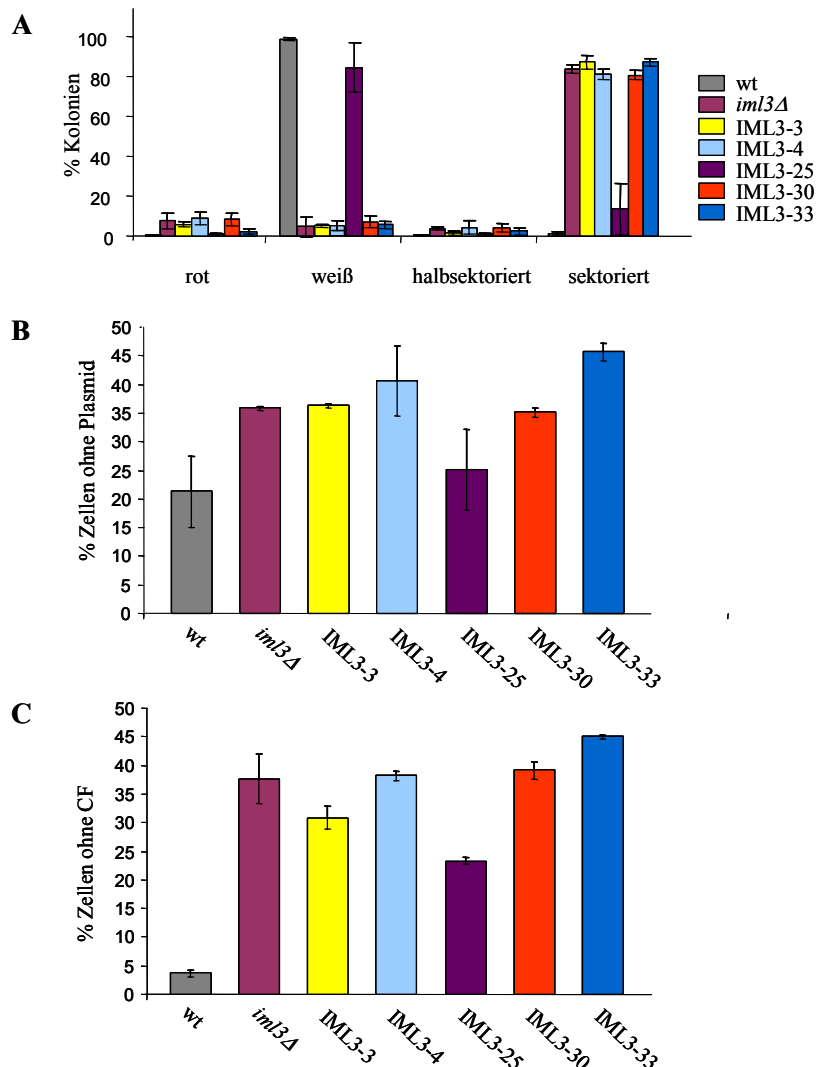 A
% Kolonien
100
80
60
40
20
0
rot weiß halbsektoriert sektoriert
wt
iml3Δ
IML3-3
IML3-4
IML3-25
IML3-30
IML3-33
B
% Zellen ohne Plasmid
50
45
40
35
30
25
20
15
10
5
0
wt iml3Δ IML3-3 IML3-4 IML3-25 IML3-30 IML3-33
C
% Zellen ohne CF
50
45
40
35
30
25
20
15
10
5
0
wt iml3Δ IML3-3 IML3-4 IML3-25 IML3-30 IML3-33